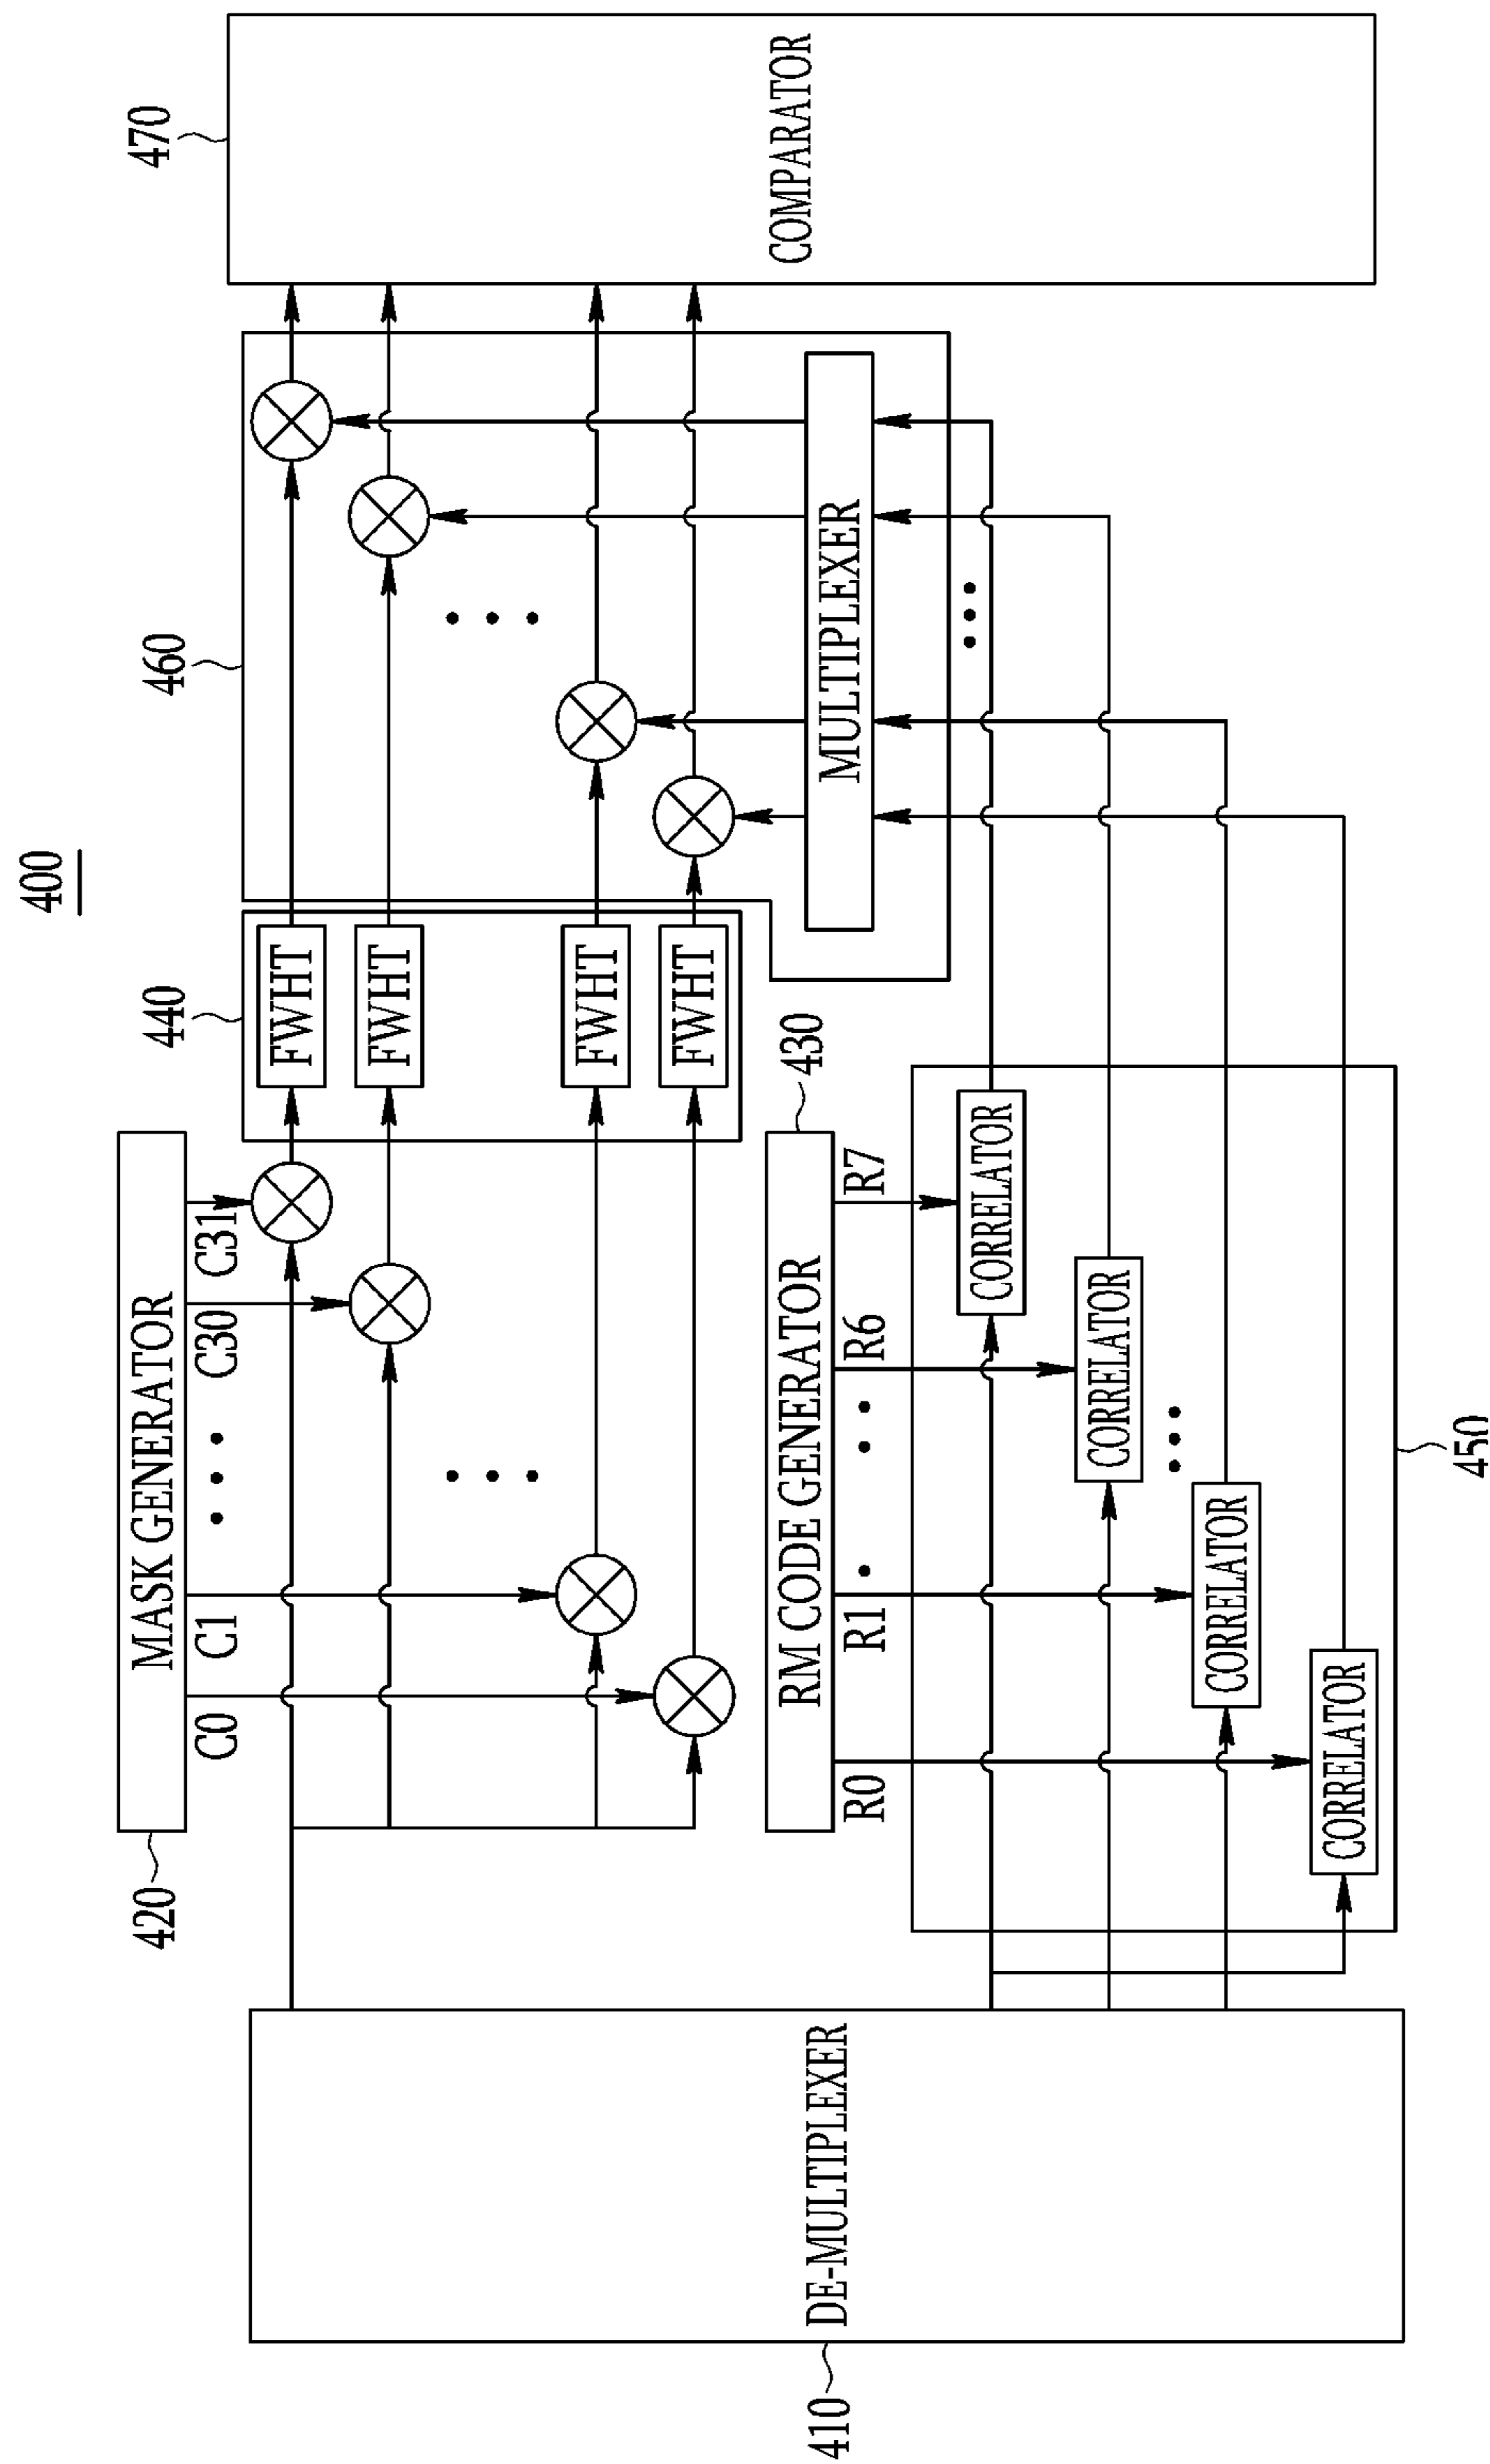 400
420
MASK GENERATOR
C0
C1
C30
C31
440
FWHT
FWHT
FWHT
FWHT
460
MULTIPLEXER
470
COMPARATOR
410
DE-MULTIPLEXER
430
RM CODE GENERATOR
R0
R1
R6
R7
CORRELATOR
CORRELATOR
CORRELATOR
CORRELATOR
450